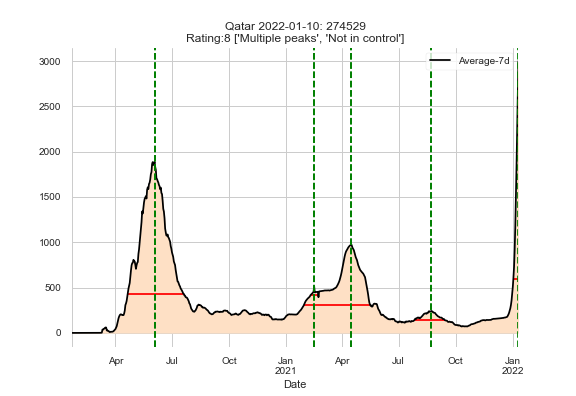 Qatar 2022-01-10: 274529
Rating:8 ['Multiple peaks', 'Not in control']
Average-7d
3000
2500
2000
1500
1000
500
0
Apr Jul Oct Jan Apr Jul Oct Jan
2021 2022
Date